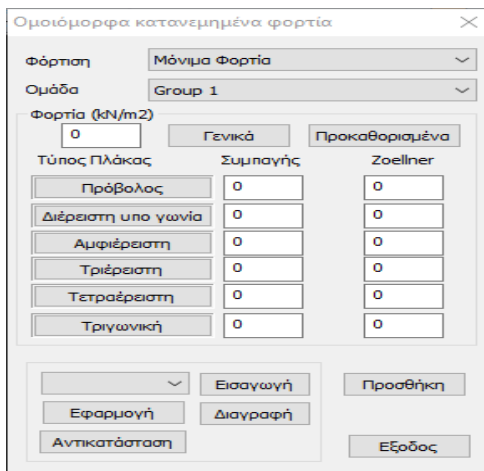 Ομοιόμορφα κατανεμημένα φορτία
Φόρτιση Μόνιμα Φορτία
Ομάδα Group 1
Φορτία (kN/m2)
0 Γενικά Προκαθορισμένα
Τύπος Πλάκας Συμπαγής Zoellner
Πρόβολος 0 0
Διέρειστη υπο γωνία 0 0
Αμφιέρειστη 0 0
Τριέρειστη 0 0
Τετραέρειστη 0 0
Τριγωνική 0 0
Εισαγωγή Προσθήκη
Εφαρμογή Διαγραφή
Αντικατάσταση Εξοδος